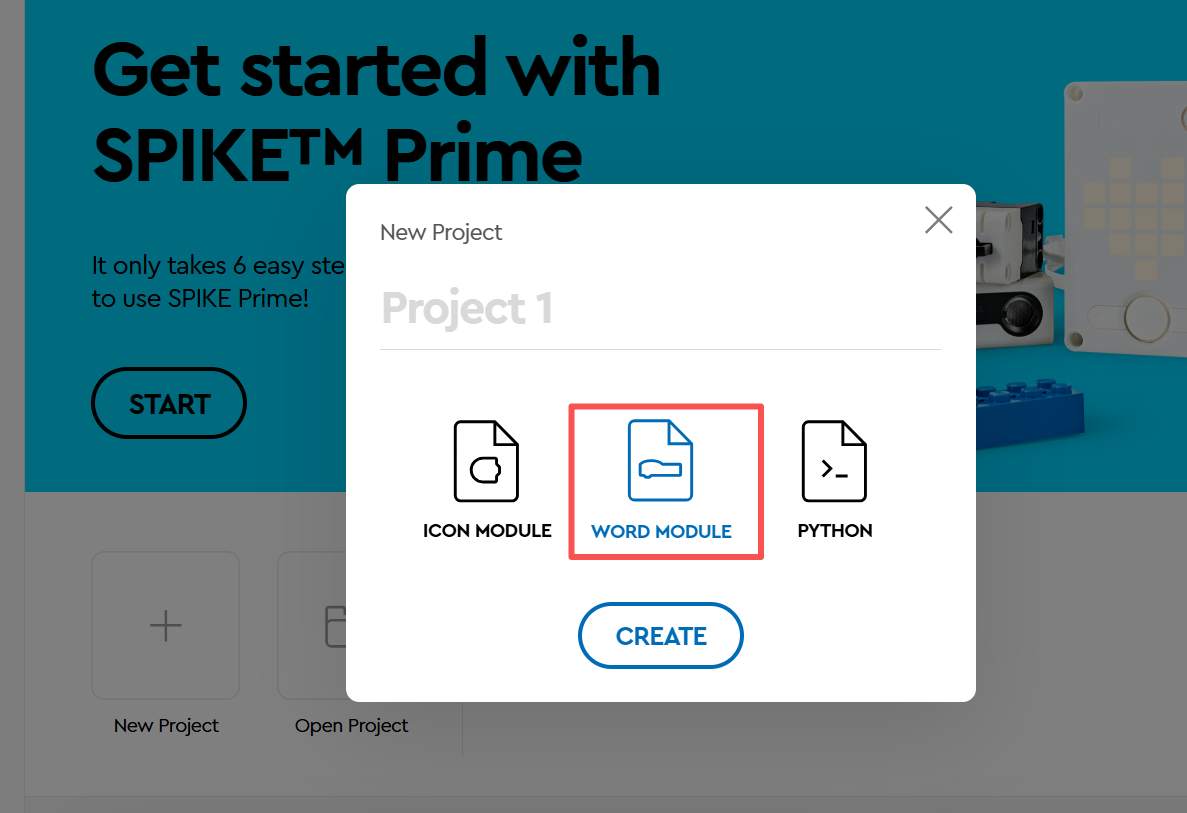 Get started with
SPIKE™ Prime
It only takes 6 easy ste
to use SPIKE Prime!
START
New Project
Project 1
ICON MODULE
WORD MODULE
PYTHON
CREATE
New Project
Open Project